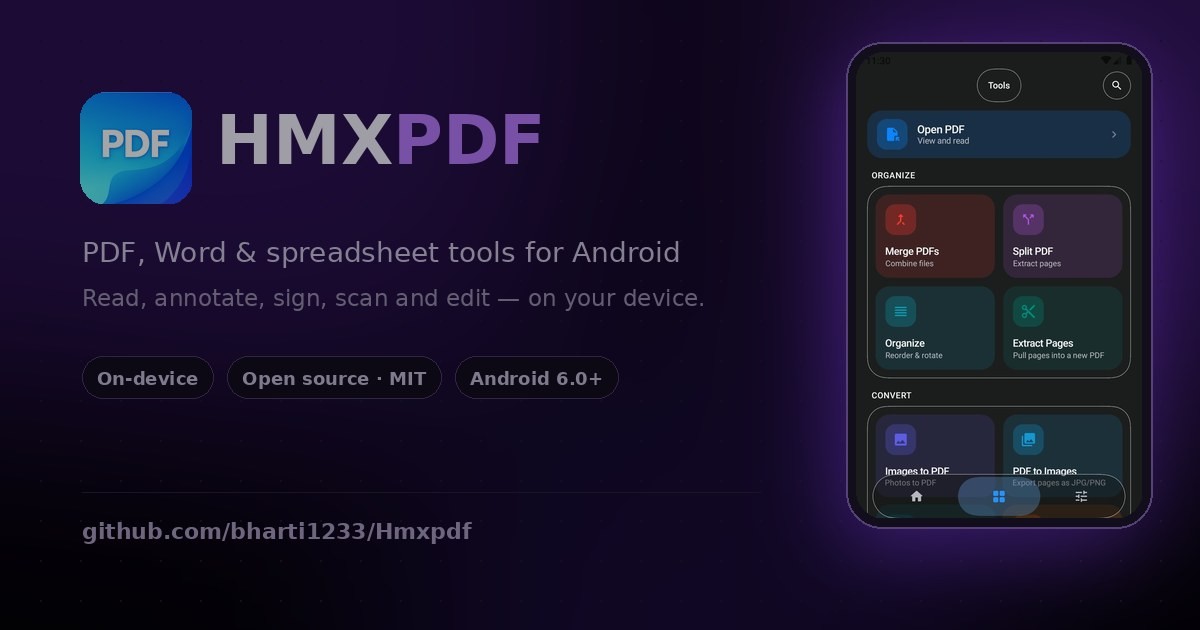 PDF
HMXPDF
PDF, Word & spreadsheet tools for Android
Read, annotate, sign, scan and edit — on your device.
On-device
Open source · MIT
Android 6.0+
github.com/bharti1233/Hmxpdf
11:30
Tools
Open PDF
View and read
ORGANIZE
Merge PDFs
Combine files
Split PDF
Extract pages
Organize
Reorder & rotate
Extract Pages
Pull pages into a new PDF
CONVERT
Images to PDF
Photos to PDF
PDF to Images
Export pages as JPG/PNG